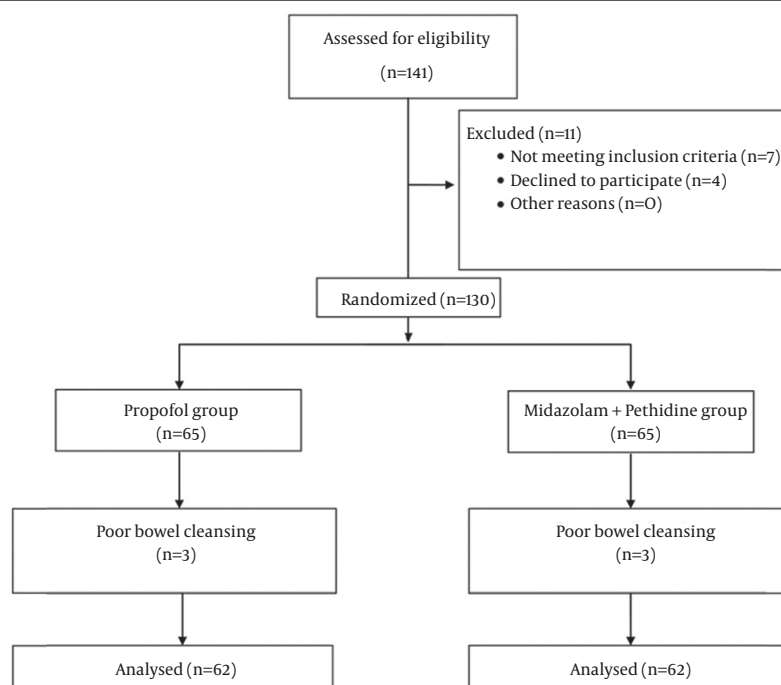 Assessed for eligibility
(n=141)
Excluded (n=11)
• Not meeting inclusion criteria (n=7)
• Declined to participate (n=4)
• Other reasons (n=O)
Randomized (n=130)
Propofol group
(n=65)
Midazolam + Pethidine group
(n=65)
Poor bowel cleansing
(n=3)
Poor bowel cleansing
(n=3)
Analysed (n=62)
Analysed (n=62)